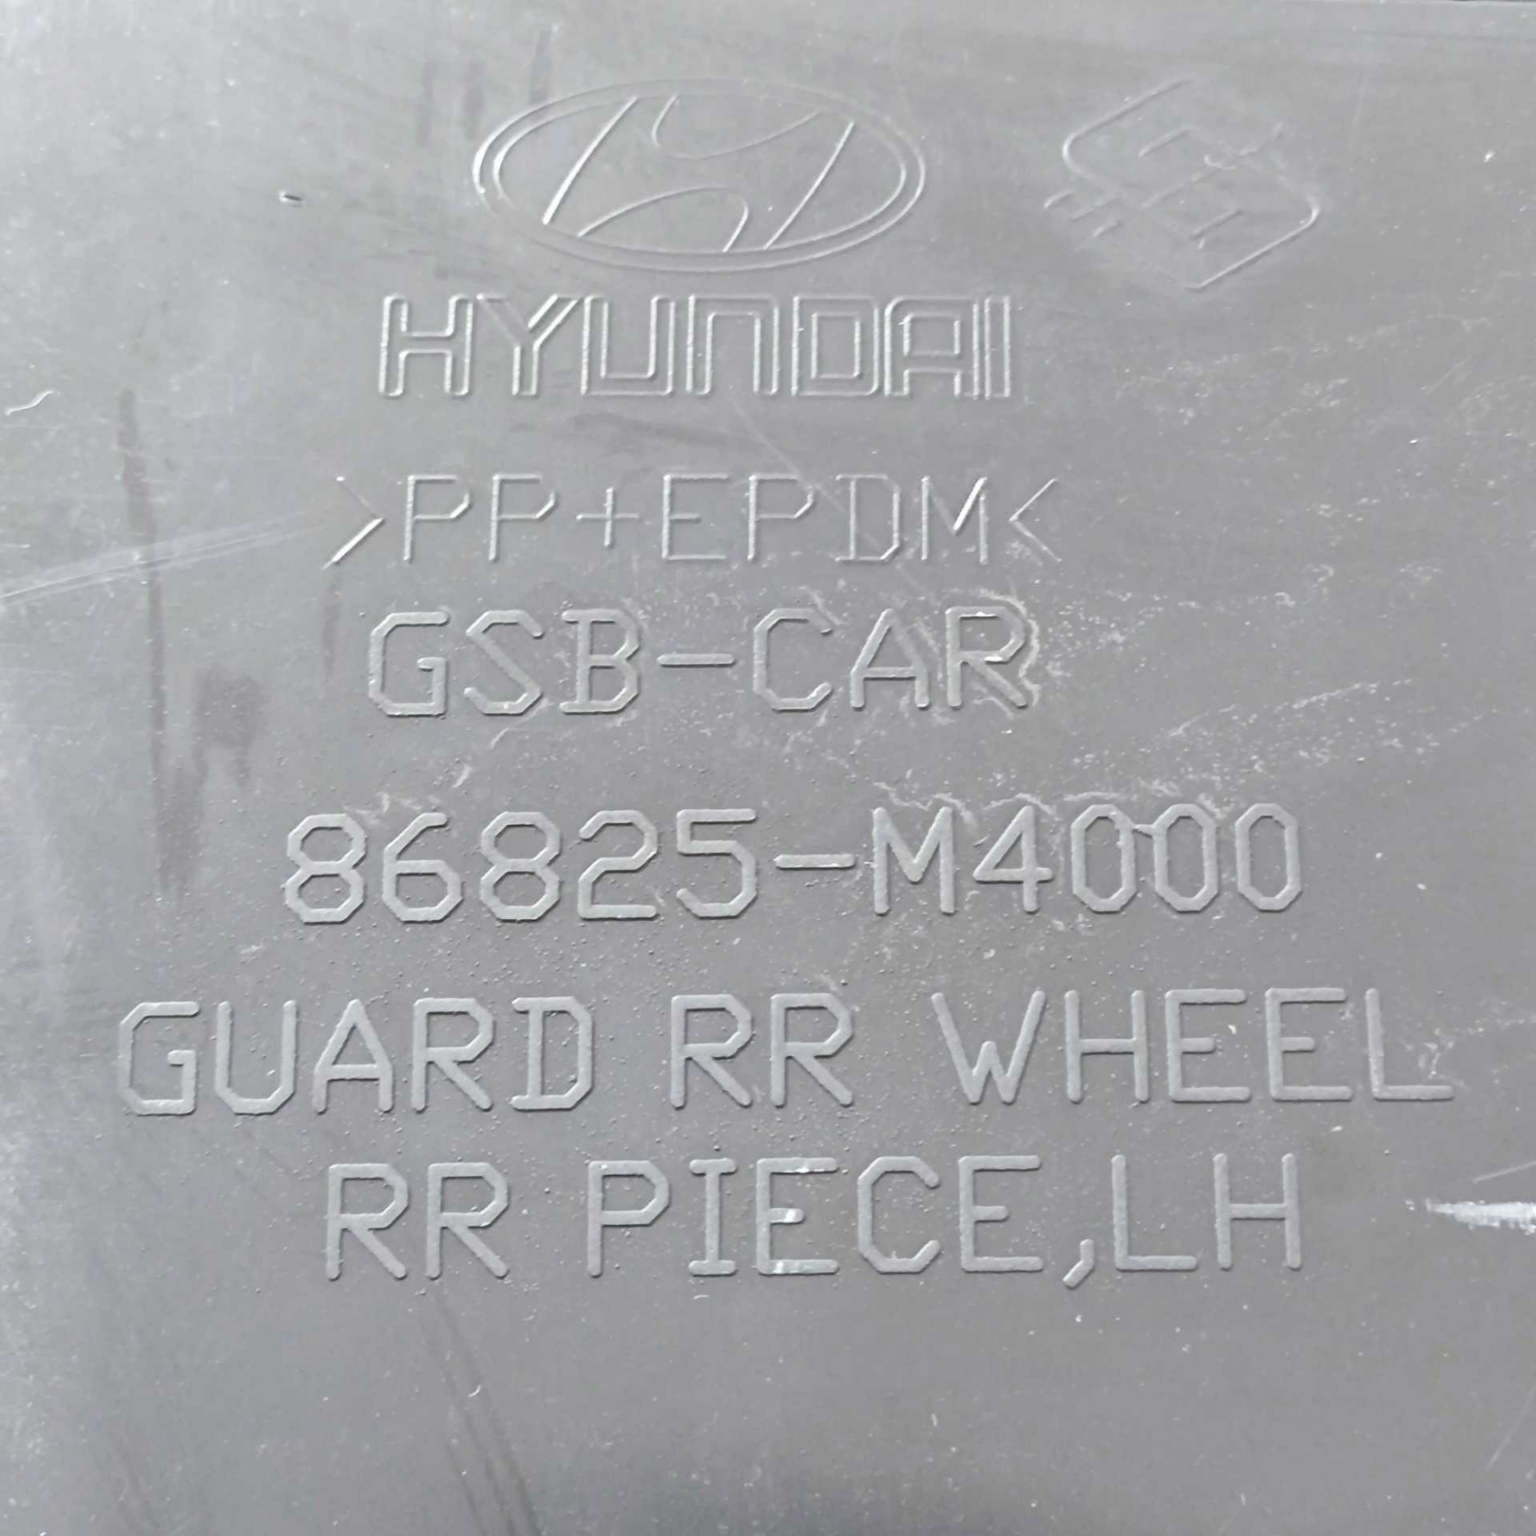 HYUNDAI
>PP+EPDM<
GSB-CAR
86825-M4000
GUARD RR WHEEL
RR PIECE,LH